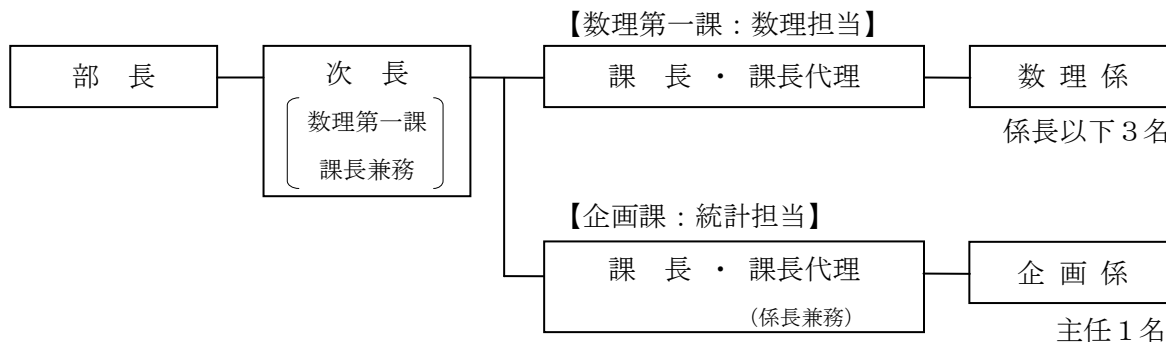 【数理第一課：数理担当】
部　長
次　長
数理第一課
課長兼務
課　長　・　課長代理
数 理 係
係長以下３名
【企画課：統計担当】
課　長　・　課長代理
（係長兼務）
企 画 係
主任１名